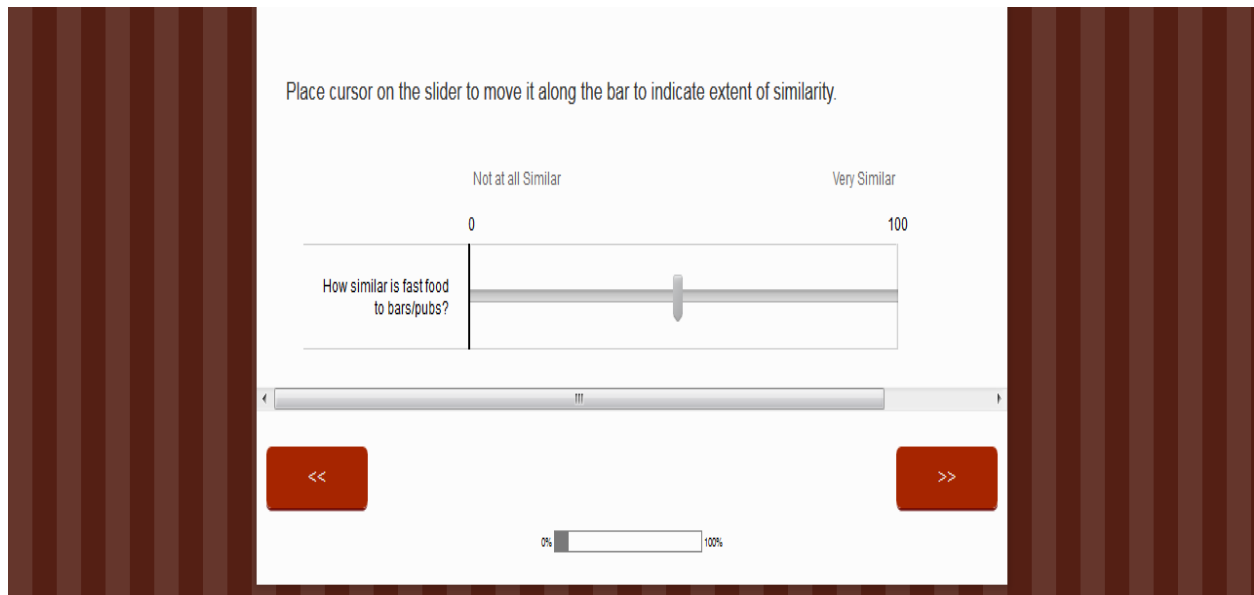 Place cursor on the slider to move it along the bar to indicate extent of similarity.
Not at all Similar Very Similar
0 100
How similar is fast food
to bars/pubs?
<< >>
0% 100%